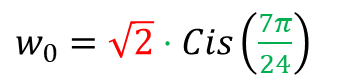 w₀ = √2 · Cis(7π/24)